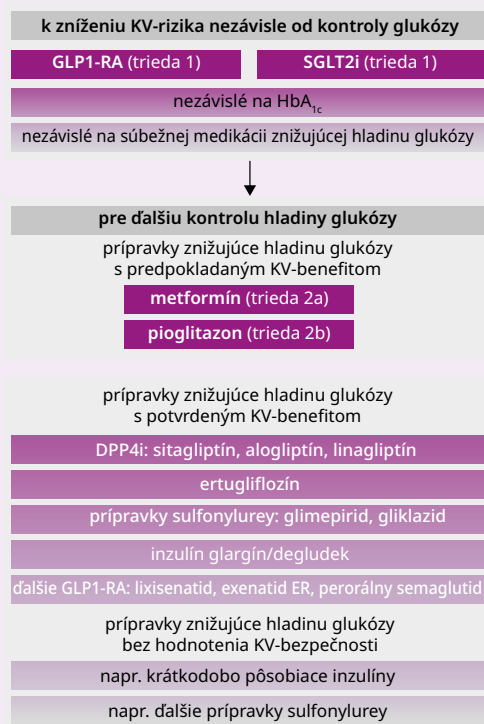 k zníženiu KV-rizika nezávisle od kontroly glukózy
GLP1-RA (trieda 1)
SGLT2i (trieda 1)
nezávislé na HbA1c
nezávislé na súbežnej medikácii znižujúcej hladinu glukózy
pre ďalšiu kontrolu hladiny glukózy
prípravky znižujúce hladinu glukózy
s predpokladaným KV-benefitom
metformín (trieda 2a)
pioglitazon (trieda 2b)
prípravky znižujúce hladinu glukózy
s potvrdeným KV-benefitom
DPP4i: sitagliptín, alogliptín, linagliptín
ertugliflozín
prípravky sulfonylurey: glimepirid, gliklazid
inzulín glargín/degludek
ďalšie GLP1-RA: lixisenatid, exenatid ER, perorálny semaglutid
prípravky znižujúce hladinu glukózy
bez hodnotenia KV-bezpečnosti
napr. krátkodobo pôsobiace inzulíny
napr. ďalšie prípravky sulfonylurey